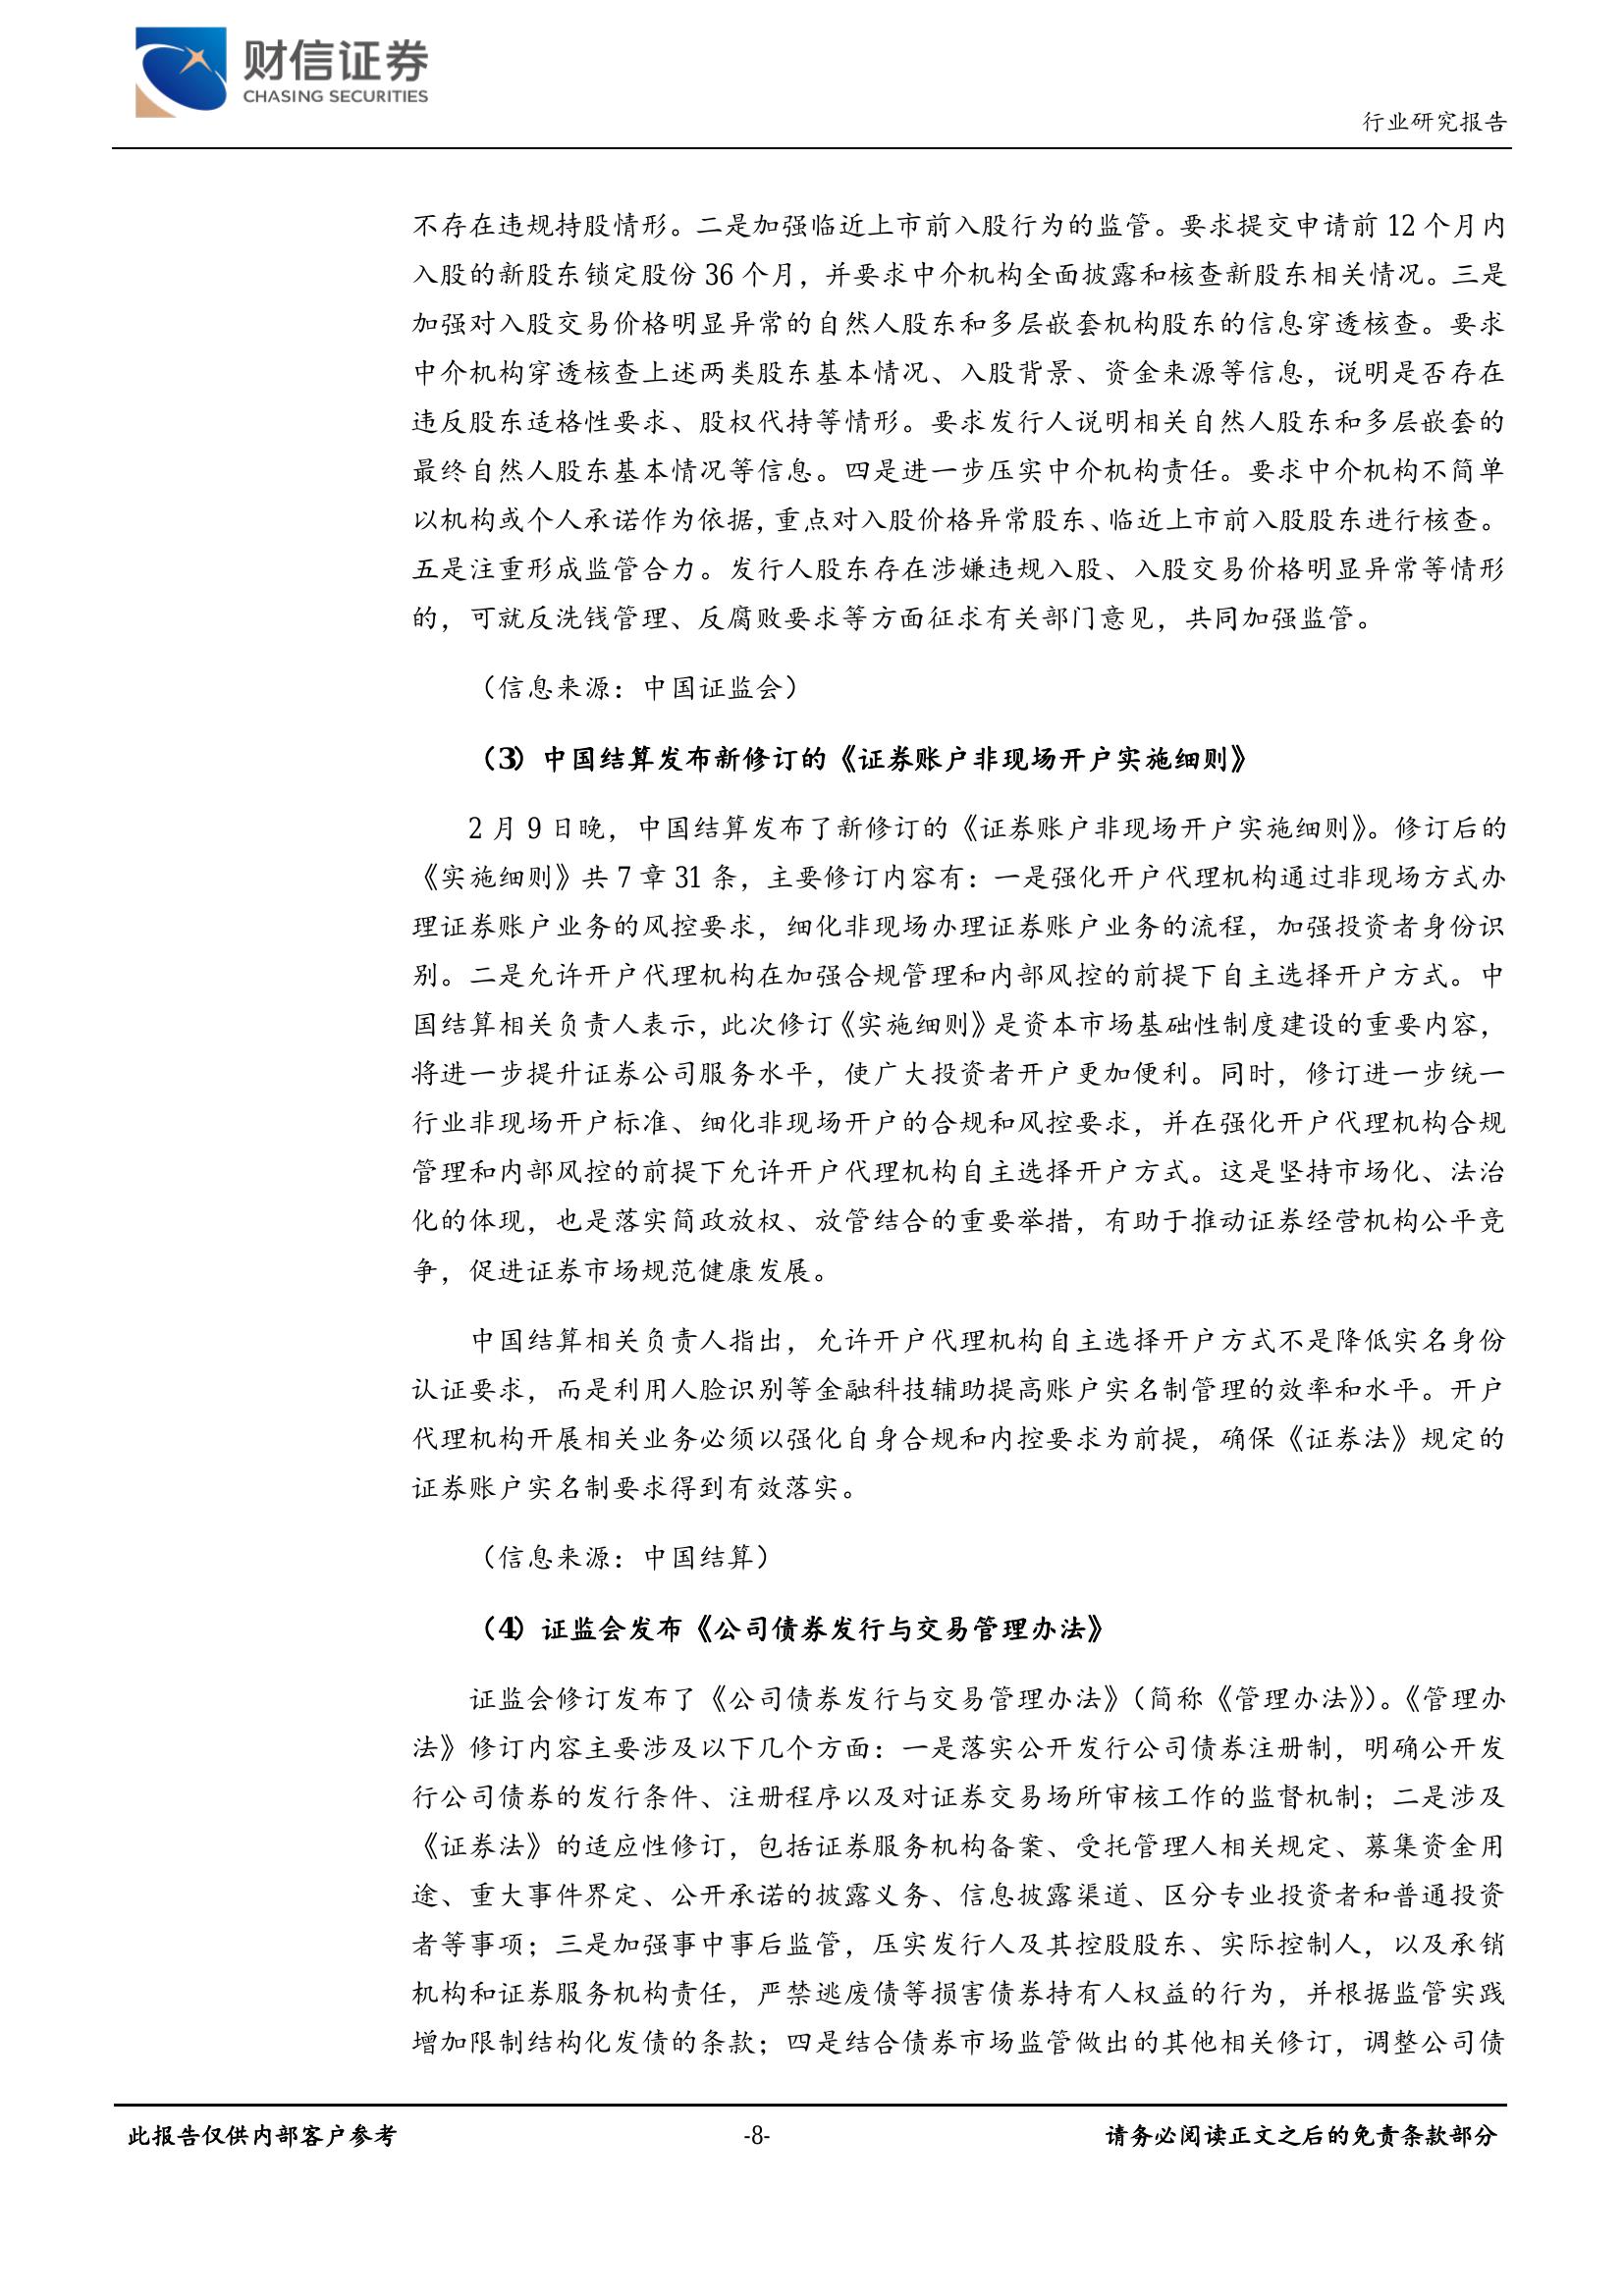 财信证券
CHASING SECURITIES
行业研究报告
不存在违规持股情形。二是加强临近上市前入股行为的监管。要求提交申请前 12 个月内
入股的新股东锁定股份 36 个月，并要求中介机构全面披露和核查新股东相关情况。三是
加强对入股交易价格明显异常的自然人股东和多层嵌套机构股东的信息穿透核查。要求
中介机构穿透核查上述两类股东基本情况、入股背景、资金来源等信息，说明是否存在
违反股东适格性要求、股权代持等情形。要求发行人说明相关自然人股东和多层嵌套的
最终自然人股东基本情况等信息。四是进一步压实中介机构责任。要求中介机构不简单
以机构或个人承诺作为依据，重点对入股价格异常股东、临近上市前入股股东进行核查。
五是注重形成监管合力。发行人股东存在涉嫌违规入股、入股交易价格明显异常等情形
的，可就反洗钱管理、反腐败要求等方面征求有关部门意见，共同加强监管。
（信息来源：中国证监会）
（3）中国结算发布新修订的《证券账户非现场开户实施细则》
2 月 9 日晚，中国结算发布了新修订的《证券账户非现场开户实施细则》。修订后的
《实施细则》共 7 章 31 条，主要修订内容有：一是强化开户代理机构通过非现场方式办
理证券账户业务的风控要求，细化非现场办理证券账户业务的流程，加强投资者身份识
别。二是允许开户代理机构在加强合规管理和内部风控的前提下自主选择开户方式。中
国结算相关负责人表示，此次修订《实施细则》是资本市场基础性制度建设的重要内容，
将进一步提升证券公司服务水平，使广大投资者开户更加便利。同时，修订进一步统一
行业非现场开户标准、细化非现场开户的合规和风控要求，并在强化开户代理机构合规
管理和内部风控的前提下允许开户代理机构自主选择开户方式。这是坚持市场化、法治
化的体现，也是落实简政放权、放管结合的重要举措，有助于推动证券经营机构公平竞
争，促进证券市场规范健康发展。
中国结算相关负责人指出，允许开户代理机构自主选择开户方式不是降低实名身份
认证要求，而是利用人脸识别等金融科技辅助提高账户实名制管理的效率和水平。开户
代理机构开展相关业务必须以强化自身合规和内控要求为前提，确保《证券法》规定的
证券账户实名制要求得到有效落实。
（信息来源：中国结算）
（4）证监会发布《公司债券发行与交易管理办法》
证监会修订发布了《公司债券发行与交易管理办法》（简称《管理办法》）。《管理办
法》修订内容主要涉及以下几个方面：一是落实公开发行公司债券注册制，明确公开发
行公司债券的发行条件、注册程序以及对证券交易场所审核工作的监督机制；二是涉及
《证券法》的适应性修订，包括证券服务机构备案、受托管理人相关规定、募集资金用
途、重大事件界定、公开承诺的披露义务、信息披露渠道、区分专业投资者和普通投资
者等事项；三是加强事中事后监管，压实发行人及其控股股东、实际控制人，以及承销
机构和证券服务机构责任，严禁逃废债等损害债券持有人权益的行为，并根据监管实践
增加限制结构化发债的条款；四是结合债券市场监管做出的其他相关修订，调整公司债
此报告仅供内部客户参考
-8-
请务必阅读正文之后的免责条款部分